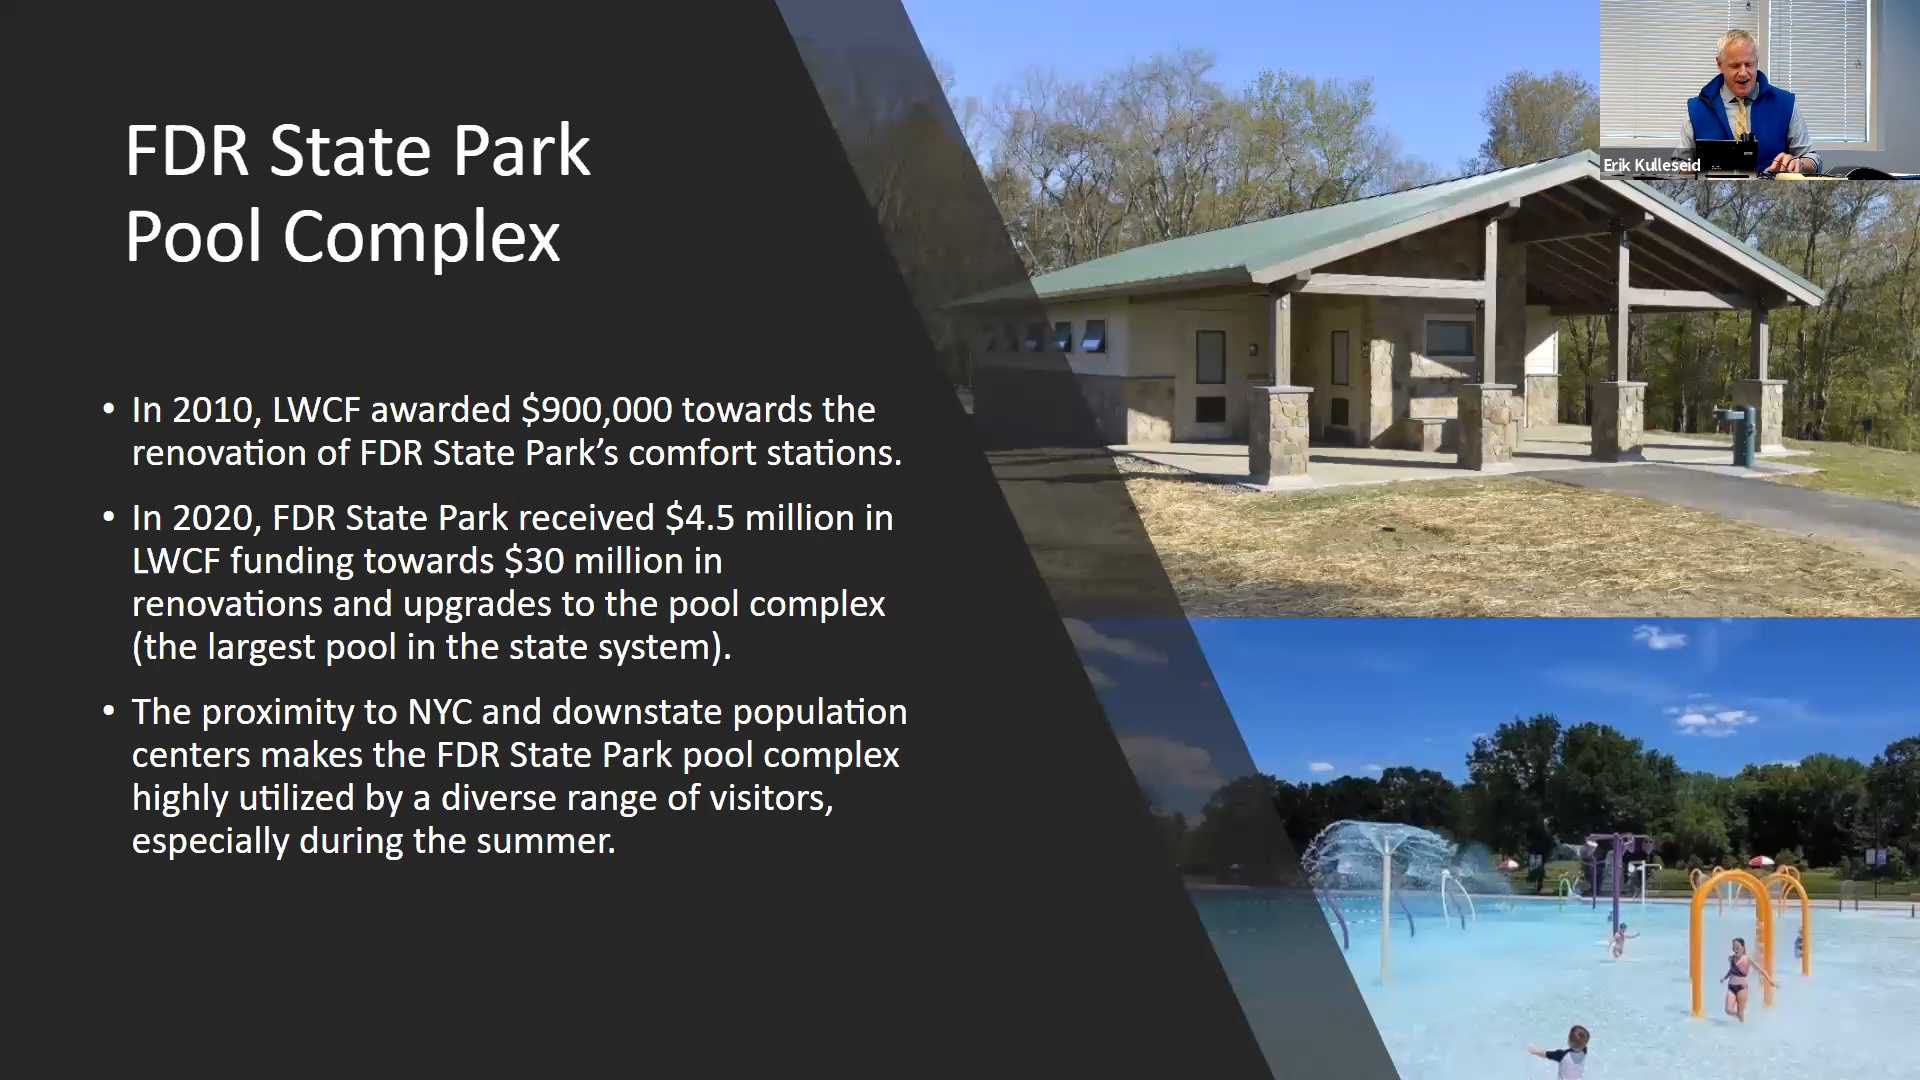 FDR State Park
Pool Complex
• In 2010, LWCF awarded $900,000 towards the
renovation of FDR State Park’s comfort stations.
• In 2020, FDR State Park received $4.5 million in
LWCF funding towards $30 million in
renovations and upgrades to the pool complex
(the largest pool in the state system).
• The proximity to NYC and downstate population
centers makes the FDR State Park pool complex
highly utilized by a diverse range of visitors,
especially during the summer.
Erik Kulleseid